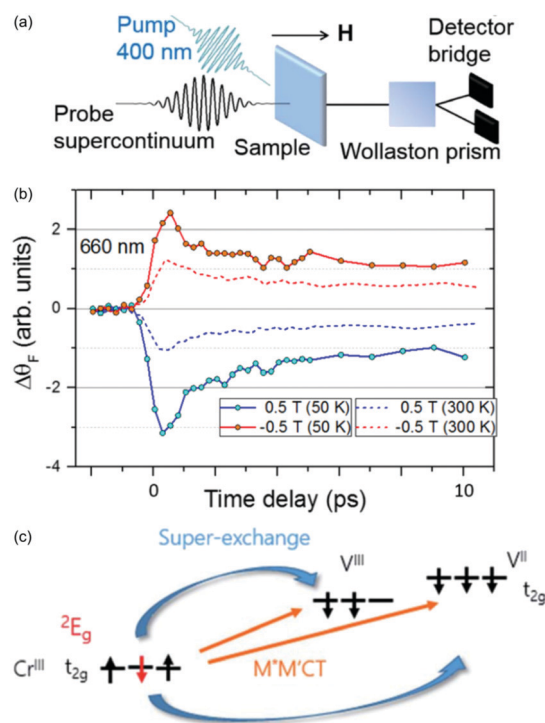 (a)
Pump
400 nm
H
Detector
bridge
Probe
supercontinuum
Sample
Wollaston prism
(b)
660 nm
ΔθF (arb. units)
2
0
-2
-4
0.5 T (50 K)
0.5 T (300 K)
-0.5 T (50 K)
-0.5 T (300 K)
0
10
Time delay (ps)
(c)
Super-exchange
VIII
VII
t2g
2Eg
CrIII t2g
M*M'CT